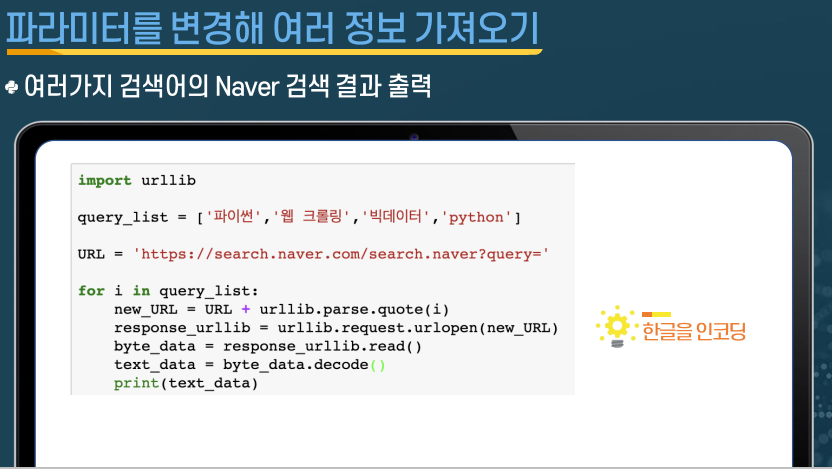 파라미터를 변경해 여러 정보 가져오기
여러가지 검색어의 Naver 검색 결과 출력
import urllib
query_list = ['파이썬','웹 크롤링','빅데이터','python']
URL = 'https://search.naver.com/search.naver?query='
for i in query_list:
    new_URL = URL + urllib.parse.quote(i)
    response_urllib = urllib.request.urlopen(new_URL)
    byte_data = response_urllib.read()
    text_data = byte_data.decode()
    print(text_data)
한글을 인코딩